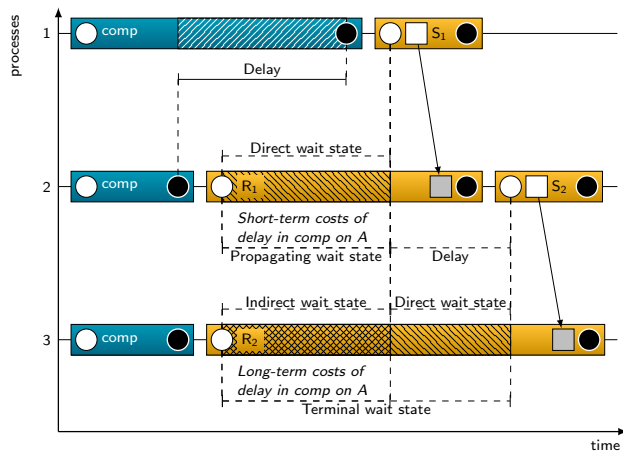 processes
1
comp
S1
Delay
Direct wait state
2
comp
R1
S2
Short-term costs of
delay in comp on A
Propagating wait state
Delay
Indirect wait state
Direct wait state
3
comp
R2
Long-term costs of
delay in comp on A
Terminal wait state
time